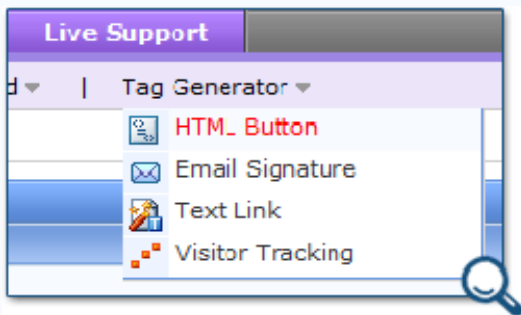 Live Support
d | Tag Generator
HTML Button
Email Signature
Text Link
Visitor Tracking